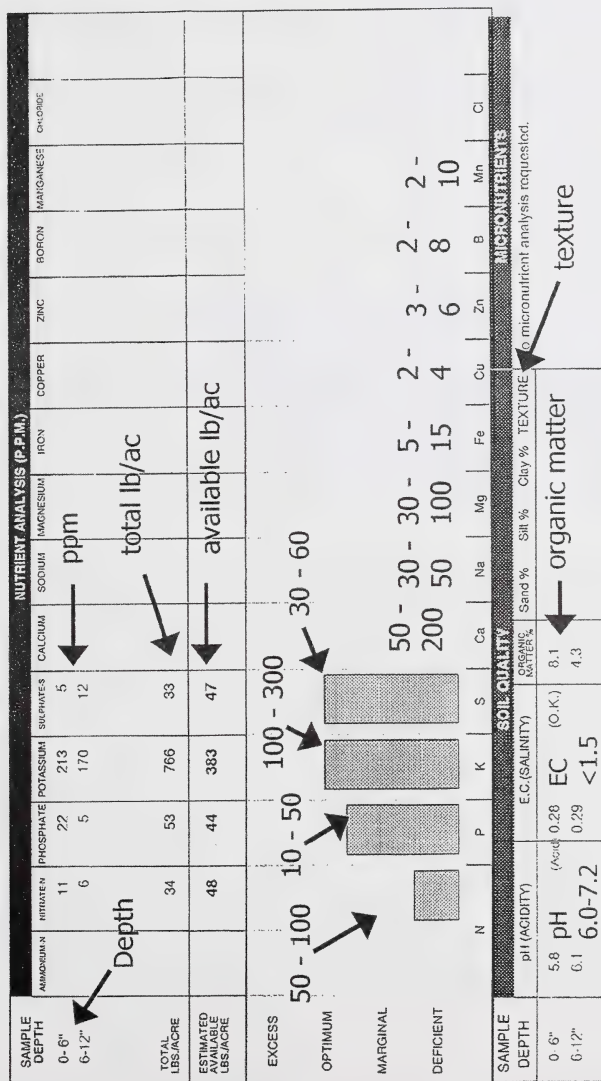 NUTRIENT ANALYSIS (P.P.M.)
SAMPLE DEPTH AMMONIUM-N NITRATE-N PHOSPHATE POTASSIUM SULPHATE-S CALCIUM SODIUM MAGNESIUM IRON COPPER ZINC BORON MANGANESE CHLORIDE
0- 6" 11 22 213 5
6-12" 6 5 170 12
Depth
ppm
total lb/ac
TOTAL LBS./ACRE 34 53 766 33
ESTIMATED AVAILABLE LBS./ACRE 48 44 383 47
available lb/ac
EXCESS
OPTIMUM
MARGINAL
DEFICIENT
50 - 100
10 - 50
100 - 300
30 - 60
50 - 30 - 30 - 5 - 2 - 3 - 2 - 2 -
200 50 100 15 4 6 8 10
N P K S Ca Na Mg Fe Cu Zn B Mn Cl
SOIL QUALITY MICRONUTRIENTS
SAMPLE DEPTH pH (ACIDITY) E.C.(SALINITY) ORGANIC MATTER % Sand % Silt % Clay % TEXTURE
o micronutrient analysis requested.
0- 6" 5.8 (Acid) 0.28 (O.K.) 8.1
pH EC
6-12" 6.1 0.29 4.3
6.0-7.2 <1.5
organic matter
texture